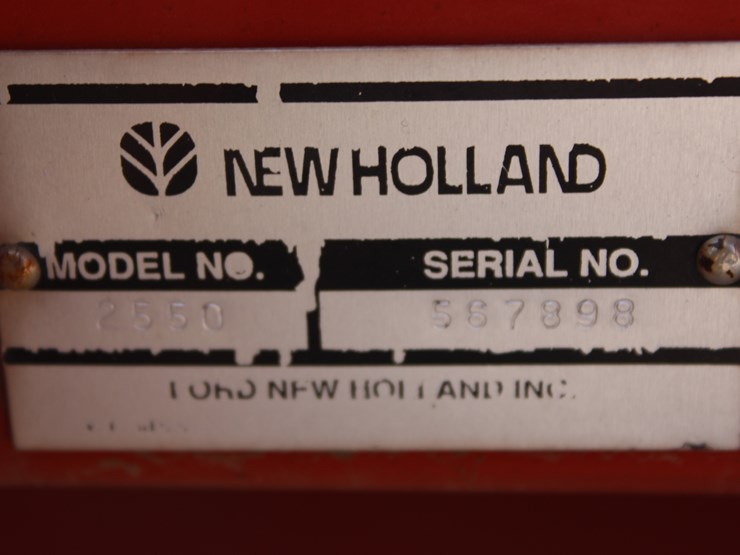 NEW HOLLAND
MODEL NO. SERIAL NO.
2550 567898
FORD NEW HOLLAND INC.